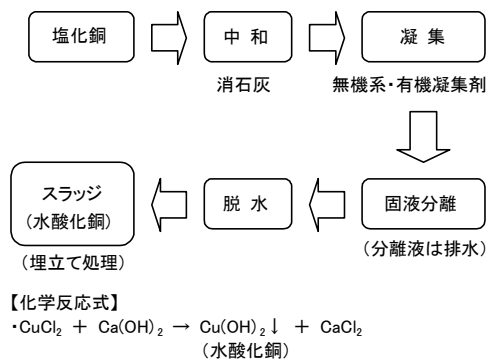 塩化銅
中 和
凝 集
消石灰
無機系・有機凝集剤
スラッジ
(水酸化銅)
脱 水
固液分離
(埋立て処理)
(分離液は排水)
【化学反応式】
・CuCl₂ + Ca(OH)₂ → Cu(OH)₂↓ + CaCl₂
(水酸化銅)